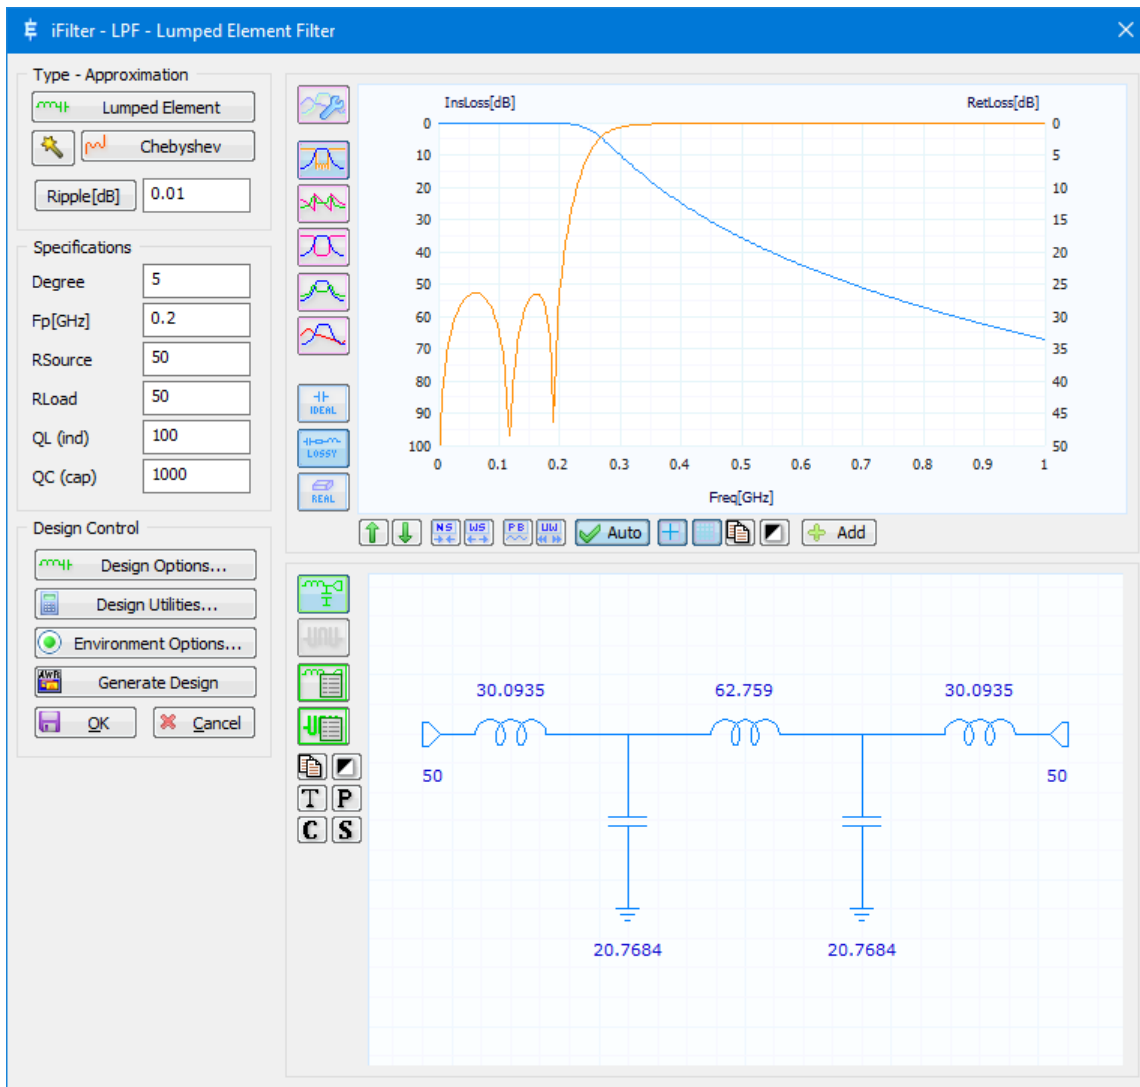 iFilter - LPF - Lumped Element Filter
Type - Approximation
Lumped Element
Chebyshev
Ripple[dB] 0.01
Specifications
Degree 5
Fp[GHz] 0.2
RSource 50
RLoad 50
QL (ind) 100
QC (cap) 1000
Design Control
Design Options...
Design Utilities...
Environment Options...
AWR Generate Design
OK Cancel
IDEAL
LOSSY
REAL
InsLoss[dB] RetLoss[dB]
0 0
10 5
20 10
30 15
40 20
50 25
60 30
70 35
80 40
90 45
100 50
0 0.1 0.2 0.3 0.4 0.5 0.6 0.7 0.8 0.9 1
Freq[GHz]
NS WS PB UW Auto Add
T P
C S
30.0935 62.759 30.0935
50 50
20.7684 20.7684